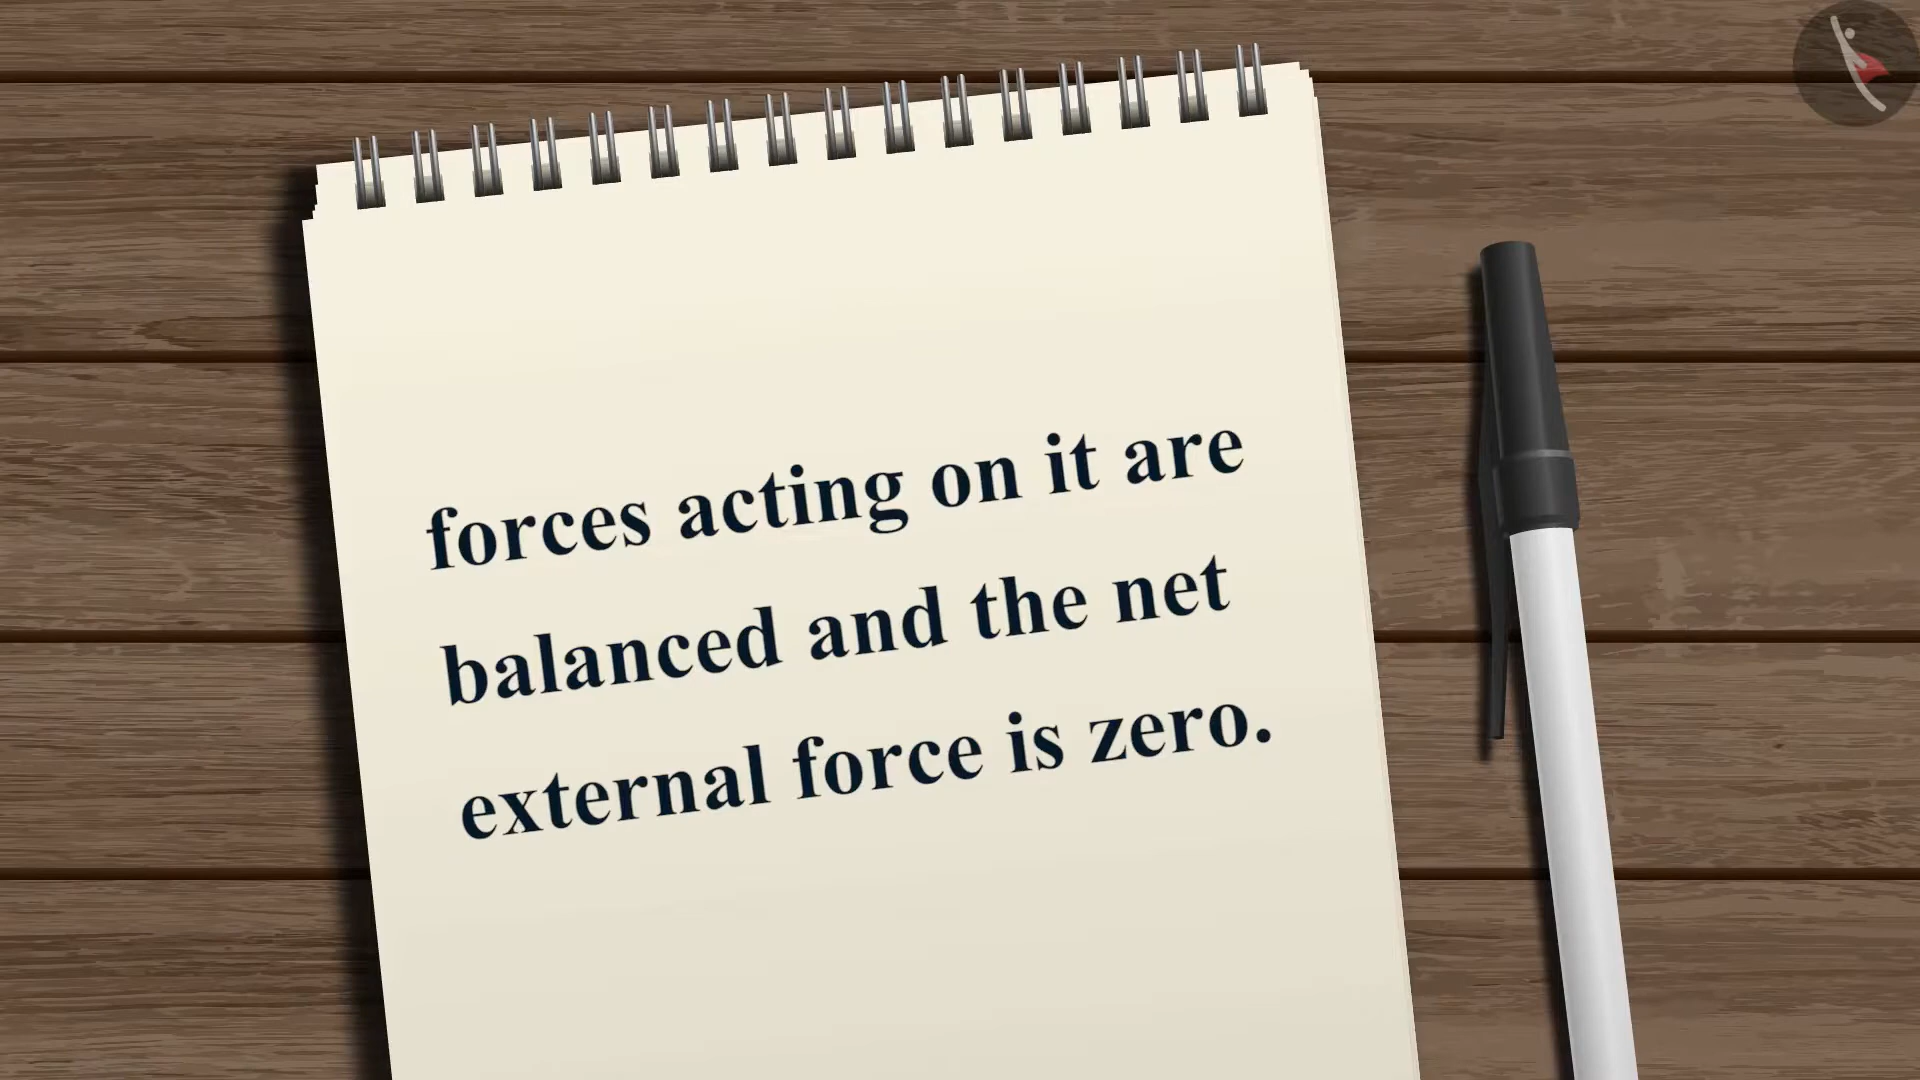 forces acting on it are
balanced and the net
external force is zero.